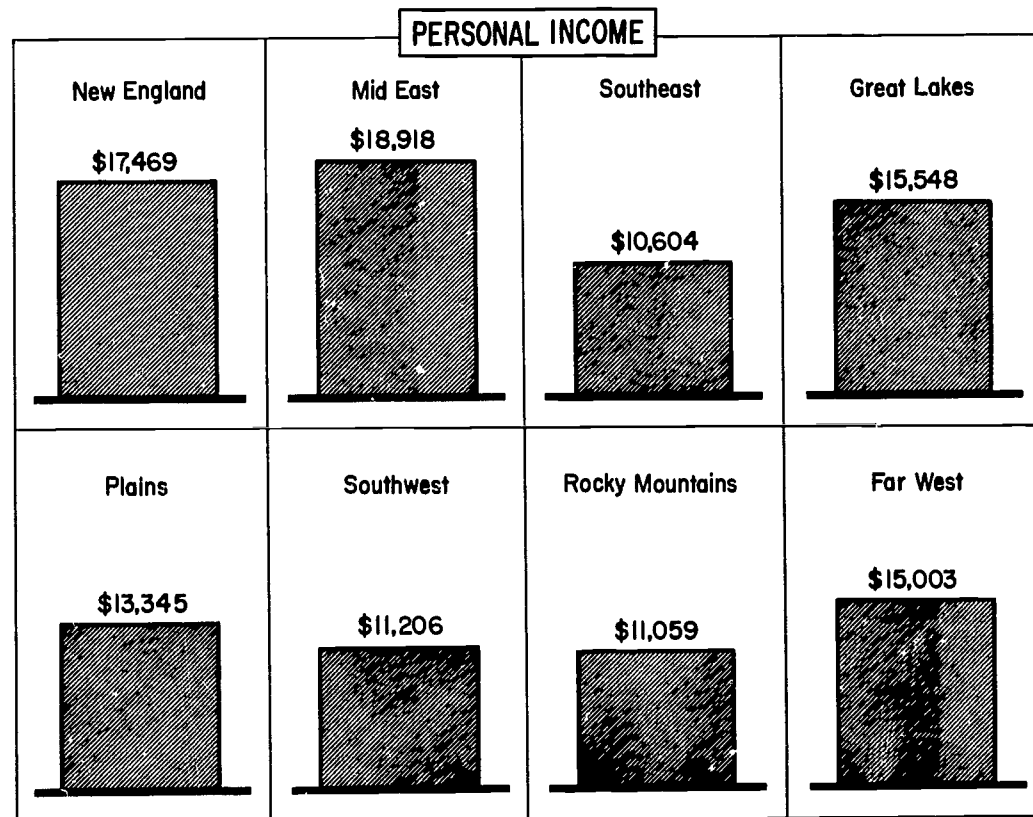 PERSONAL INCOME
New England
$17,469
Mid East
$18,918
Southeast
$10,604
Great Lakes
$15,548
Plains
$13,345
Southwest
$11,206
Rocky Mountains
$11,059
Far West
$15,003